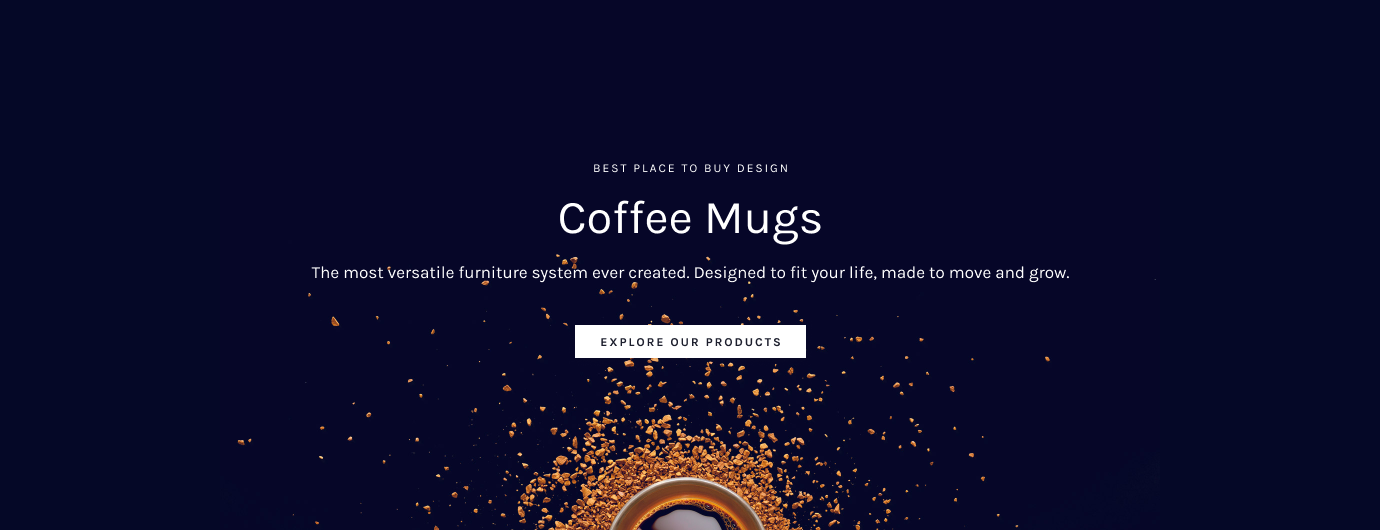 BEST PLACE TO BUY DESIGN
Coffee Mugs
The most versatile furniture system ever created. Designed to fit your life, made to move and grow.
EXPLORE OUR PRODUCTS